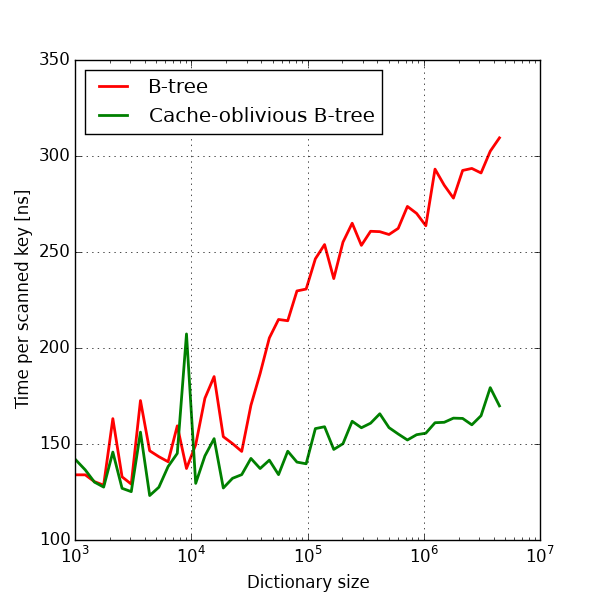 350
300
250
200
150
100
Time per scanned key [ns]
B-tree
Cache-oblivious B-tree
10³ 10⁴ 10⁵ 10⁶ 10⁷
Dictionary size